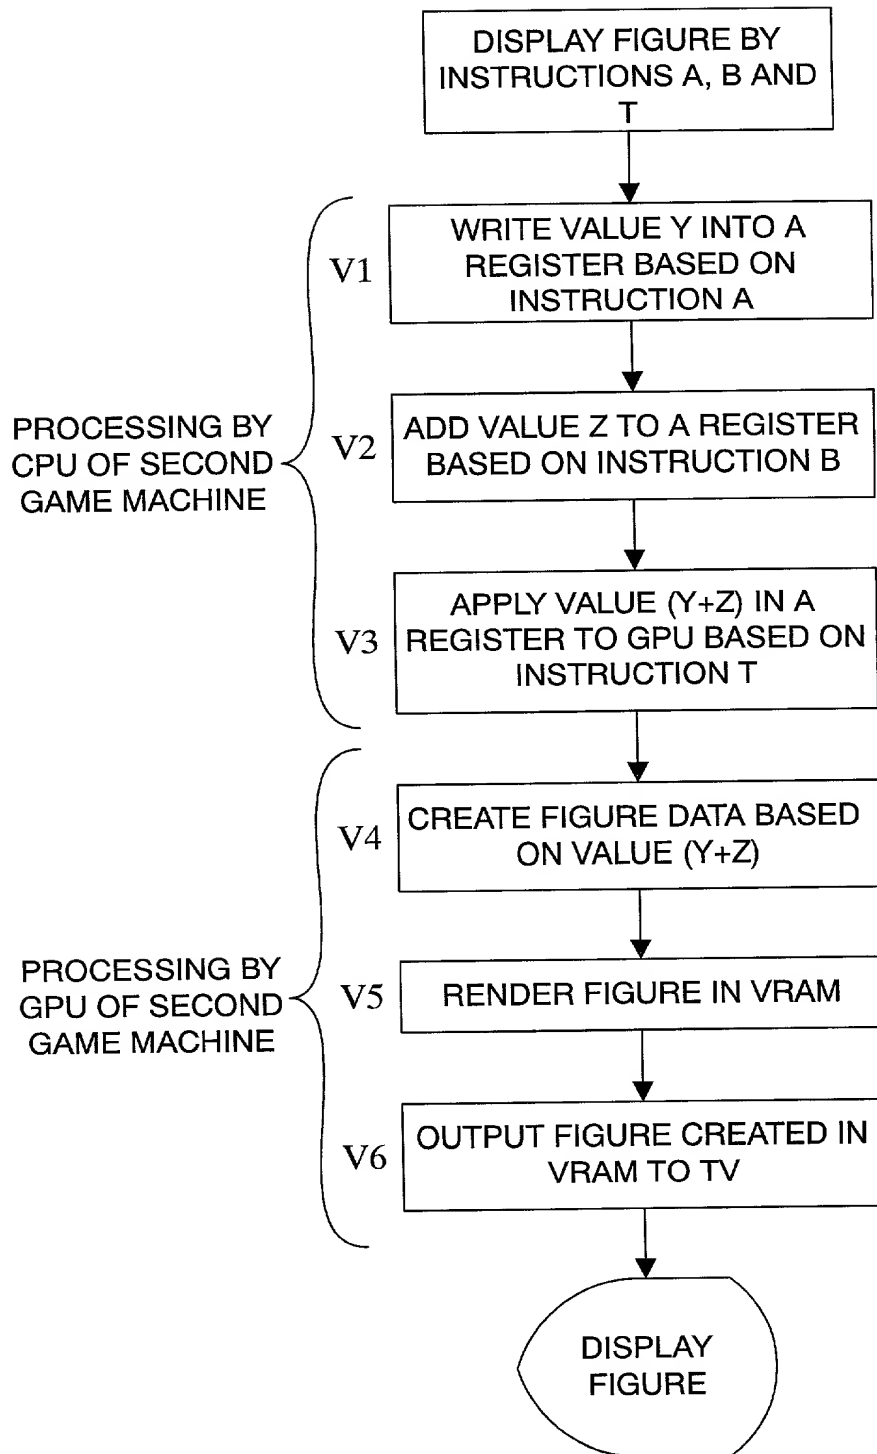 DISPLAY FIGURE BY
INSTRUCTIONS A, B AND
T
V1
WRITE VALUE Y INTO A
REGISTER BASED ON
INSTRUCTION A
PROCESSING BY
CPU OF SECOND
GAME MACHINE
V2
ADD VALUE Z TO A REGISTER
BASED ON INSTRUCTION B
V3
APPLY VALUE (Y+Z) IN A
REGISTER TO GPU BASED ON
INSTRUCTION T
V4
CREATE FIGURE DATA BASED
ON VALUE (Y+Z)
PROCESSING BY
GPU OF SECOND
GAME MACHINE
V5
RENDER FIGURE IN VRAM
V6
OUTPUT FIGURE CREATED IN
VRAM TO TV
DISPLAY
FIGURE